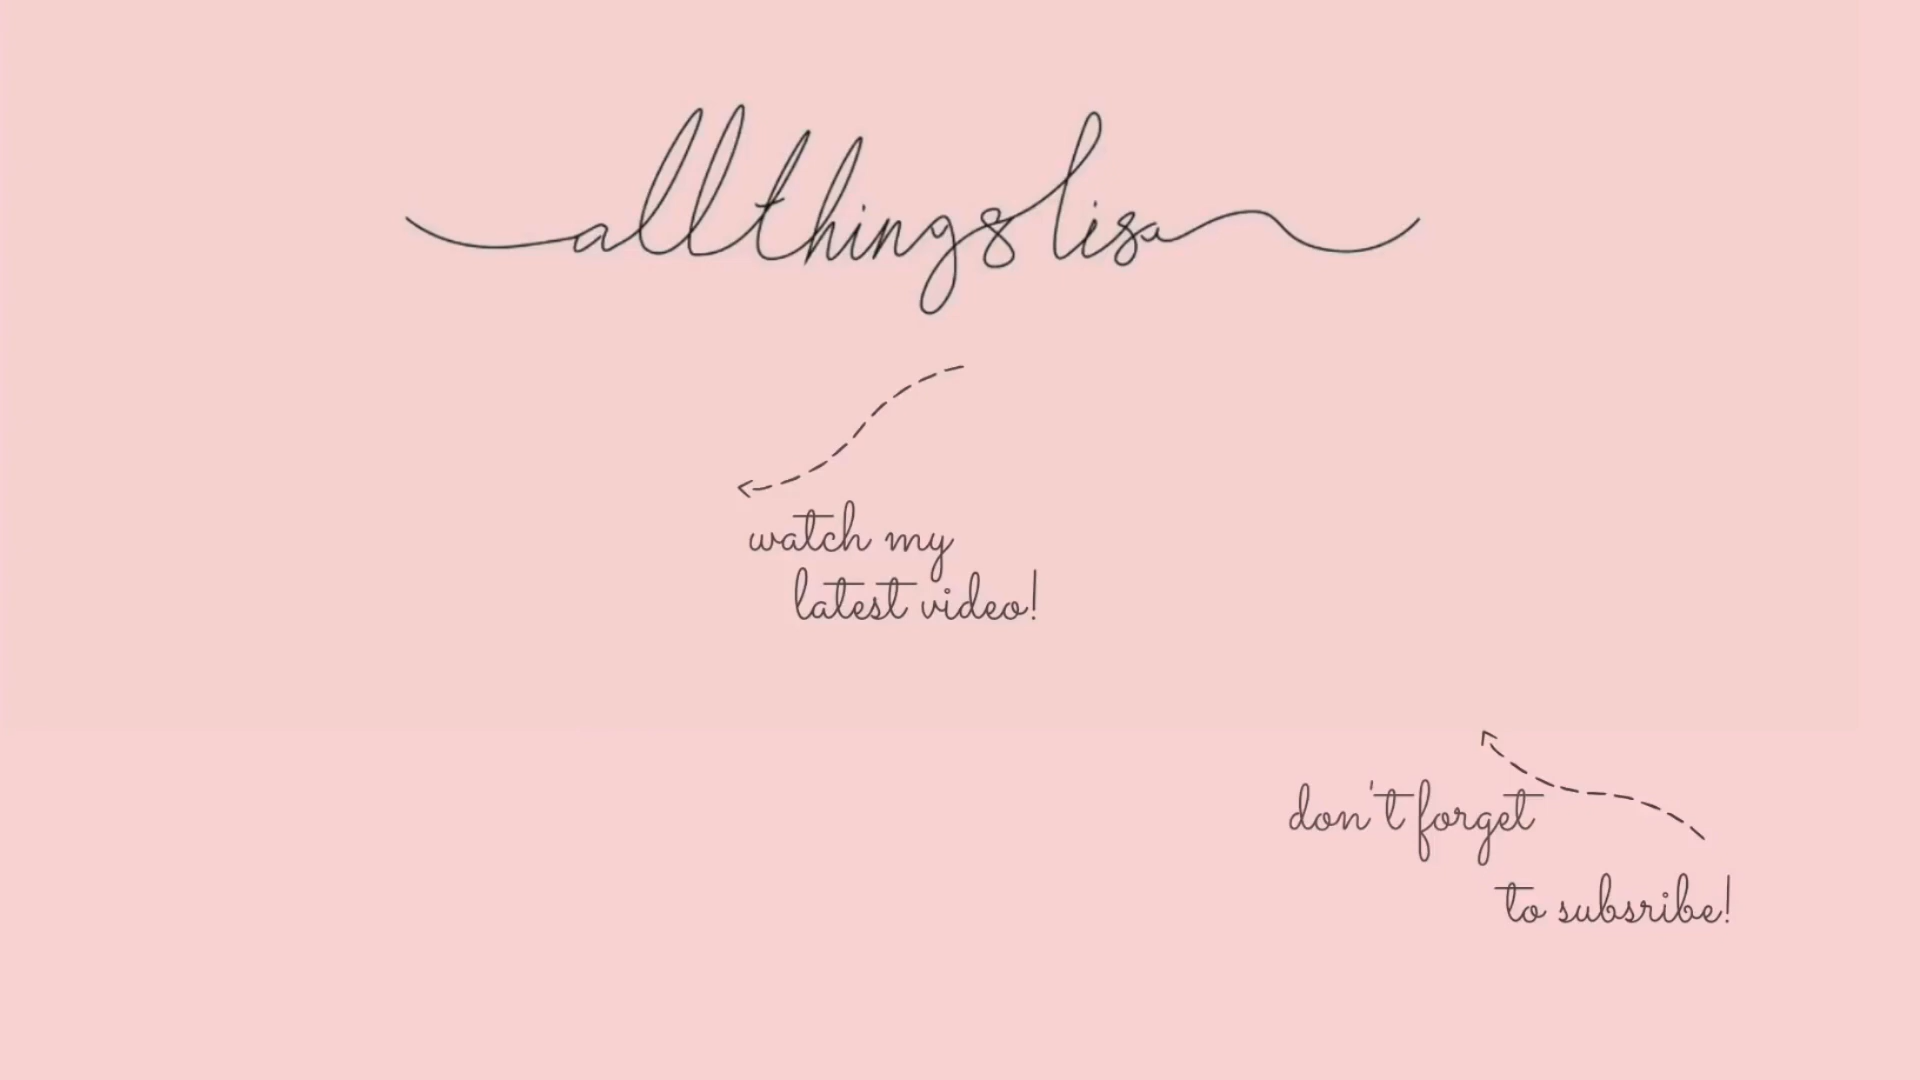 allthingslisa
watch my
latest video!
don't forget
to subsribe!